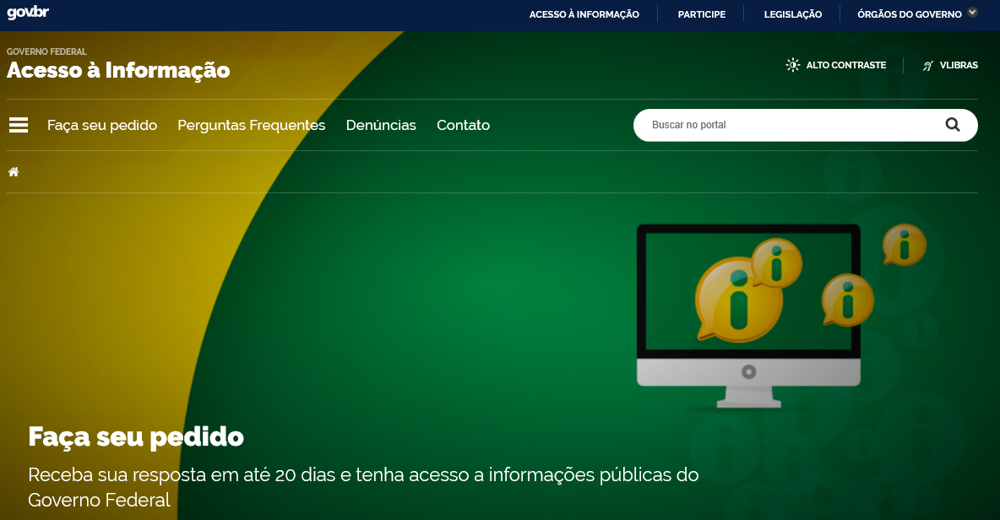 gov.br
ACESSO À INFORMAÇÃO PARTICIPE LEGISLAÇÃO ÓRGÃOS DO GOVERNO
GOVERNO FEDERAL
Acesso à Informação
ALTO CONTRASTE VLIBRAS
Faça seu pedido Perguntas Frequentes Denúncias Contato
Buscar no portal
i
i
i
i
Faça seu pedido
Receba sua resposta em até 20 dias e tenha acesso a informações públicas do
Governo Federal